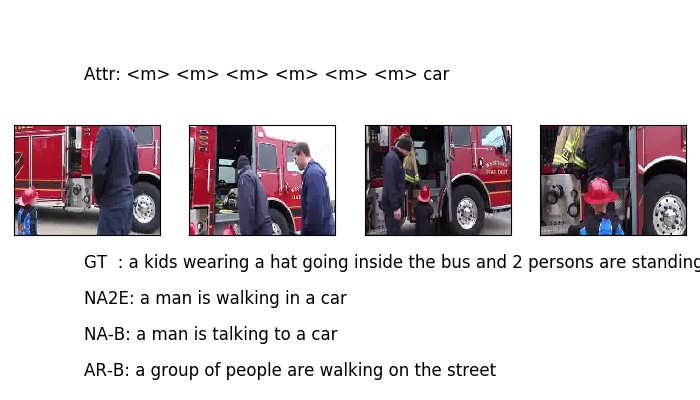 Attr: <m> <m> <m> <m> <m> <m> car
GT  : a kids wearing a hat going inside the bus and 2 persons are standing
NA2E: a man is walking in a car
NA-B: a man is talking to a car
AR-B: a group of people are walking on the street